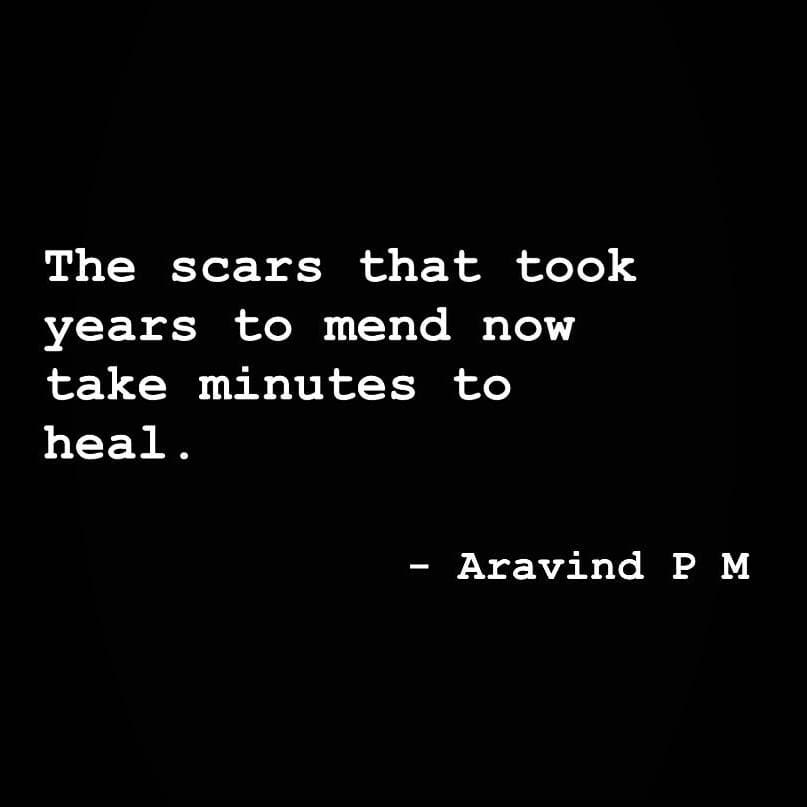 The scars that took
years to mend now
take minutes to
heal.
- Aravind P M